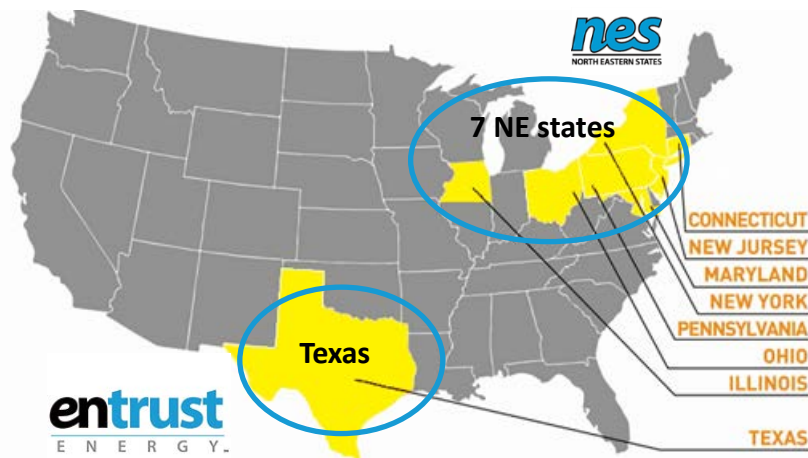 nes
NORTH EASTERN STATES
7 NE states
CONNECTICUT
NEW JURSEY
MARYLAND
NEW YORK
PENNSYLVANIA
OHIO
ILLINOIS
TEXAS
Texas
entrust
ENERGY